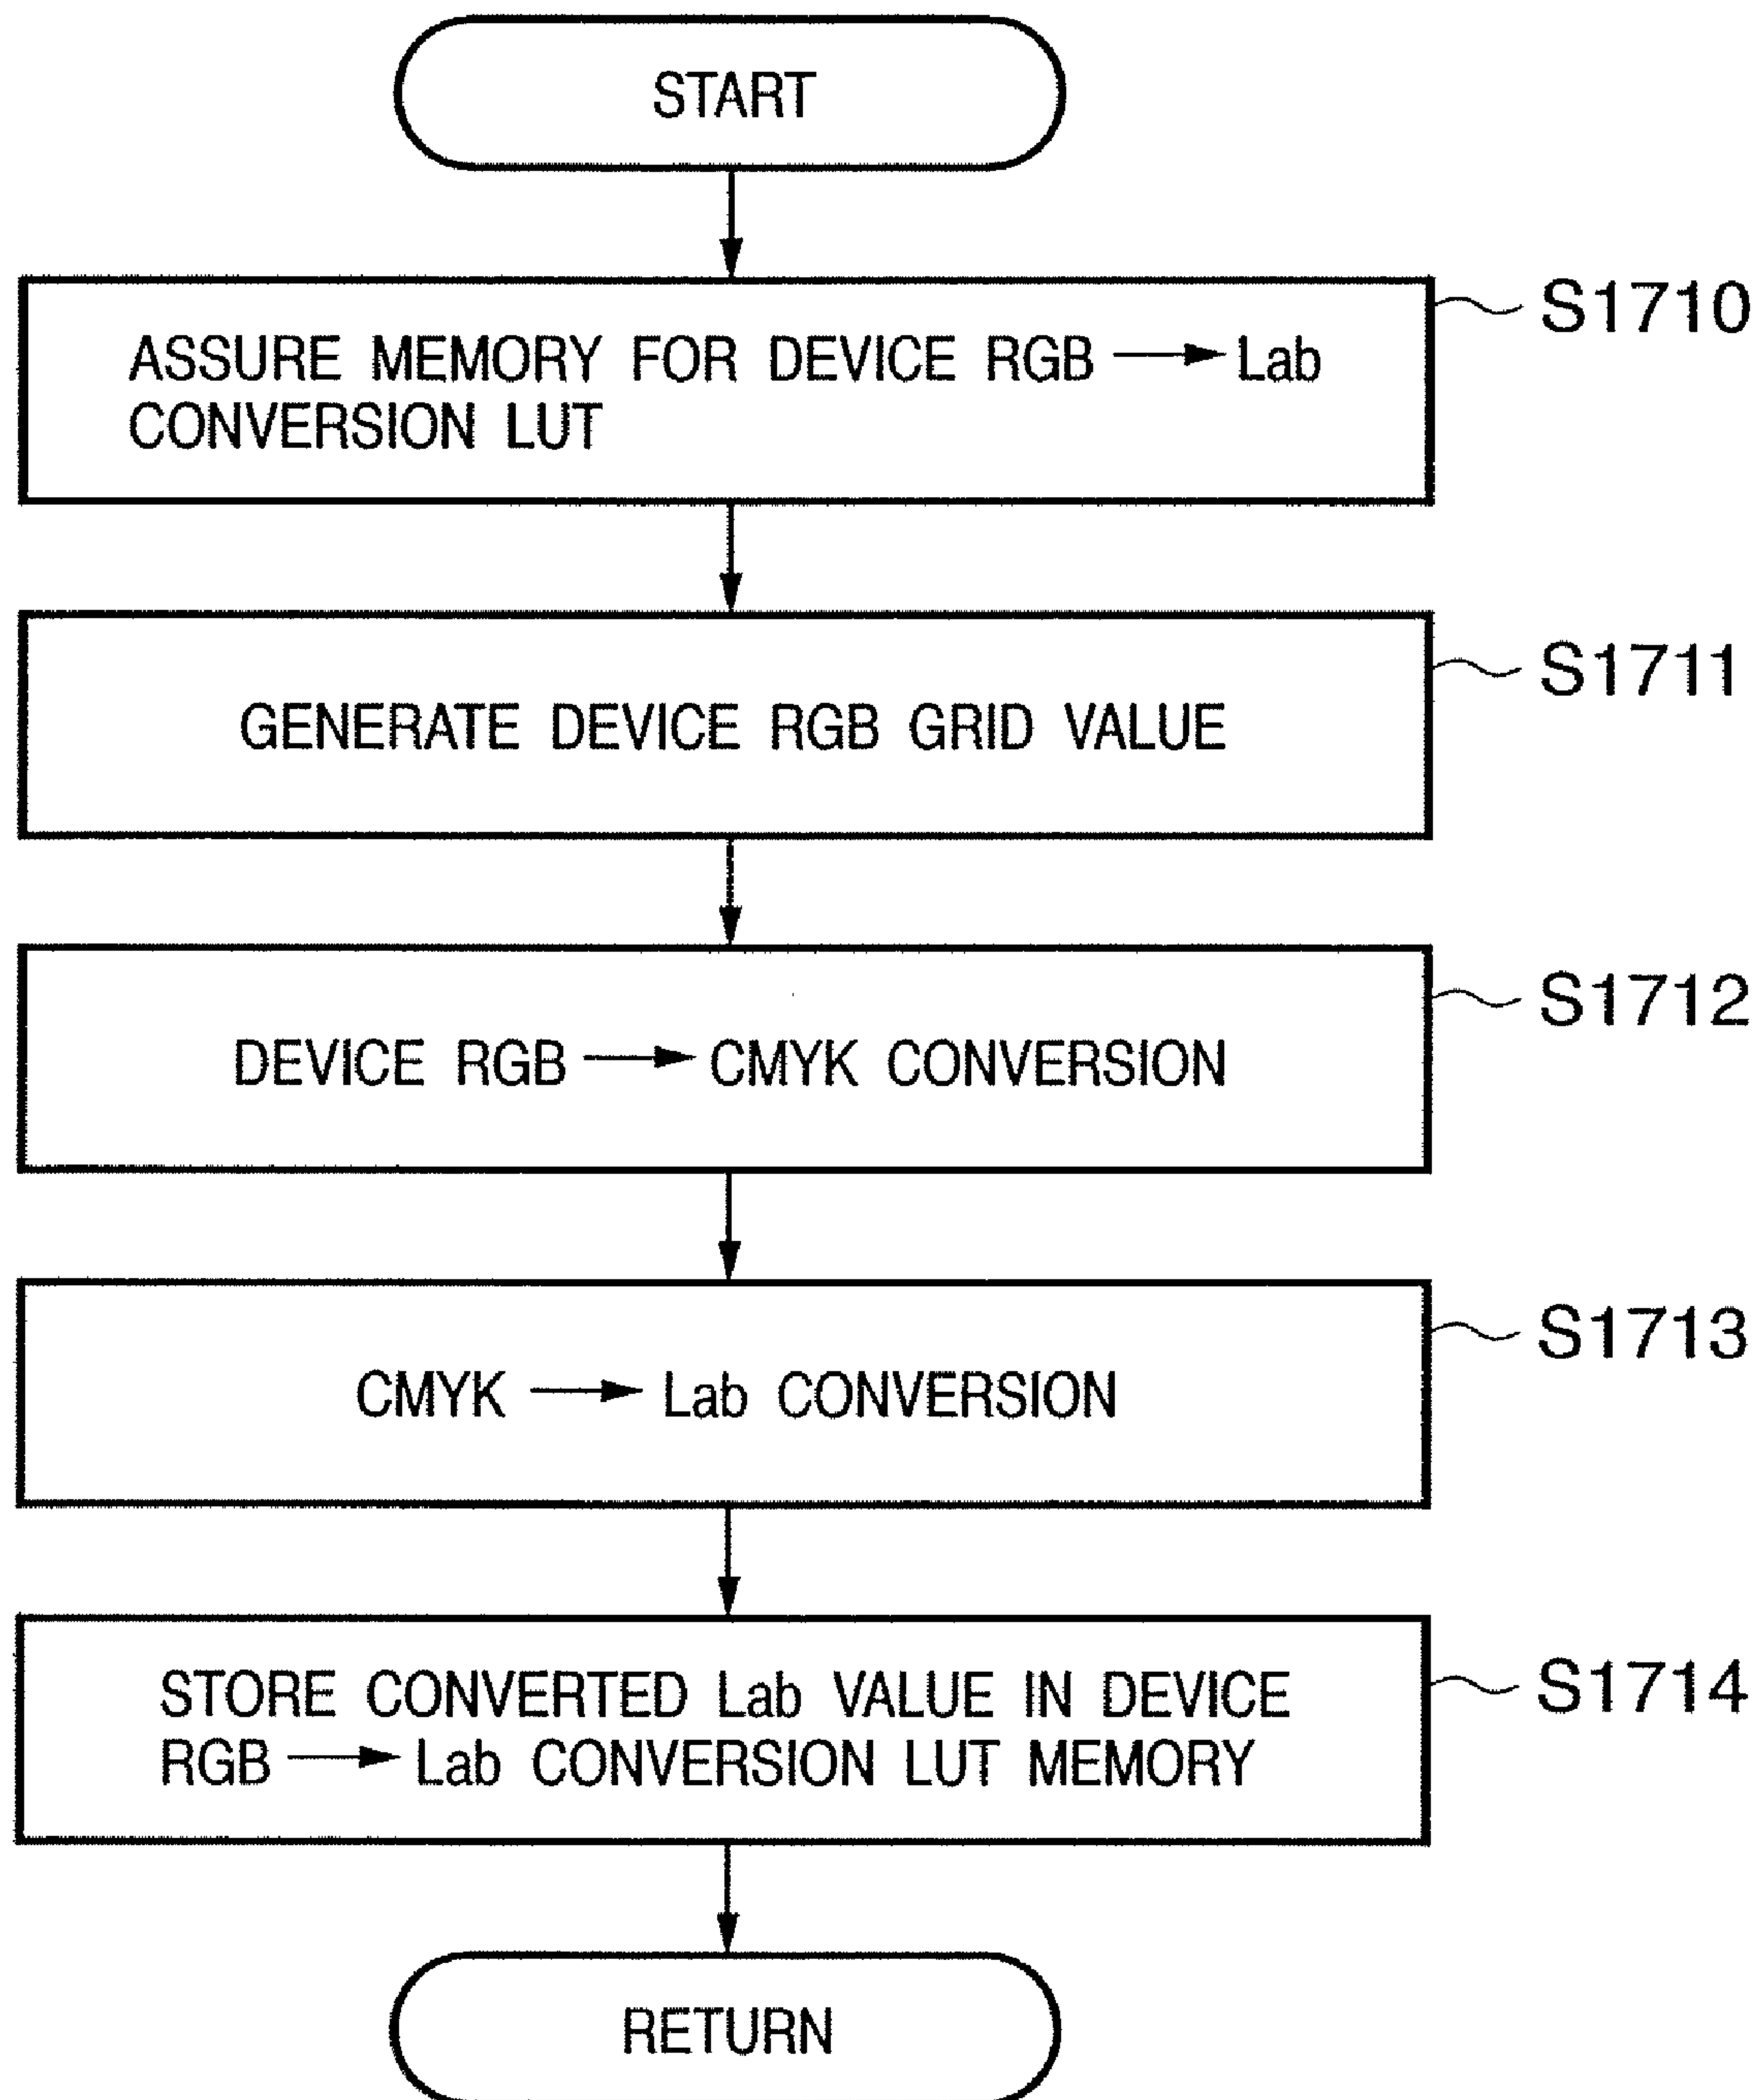 START
ASSURE MEMORY FOR DEVICE RGB → Lab
CONVERSION LUT
S1710
GENERATE DEVICE RGB GRID VALUE
S1711
DEVICE RGB → CMYK CONVERSION
S1712
CMYK → Lab CONVERSION
S1713
STORE CONVERTED Lab VALUE IN DEVICE
RGB → Lab CONVERSION LUT MEMORY
S1714
RETURN